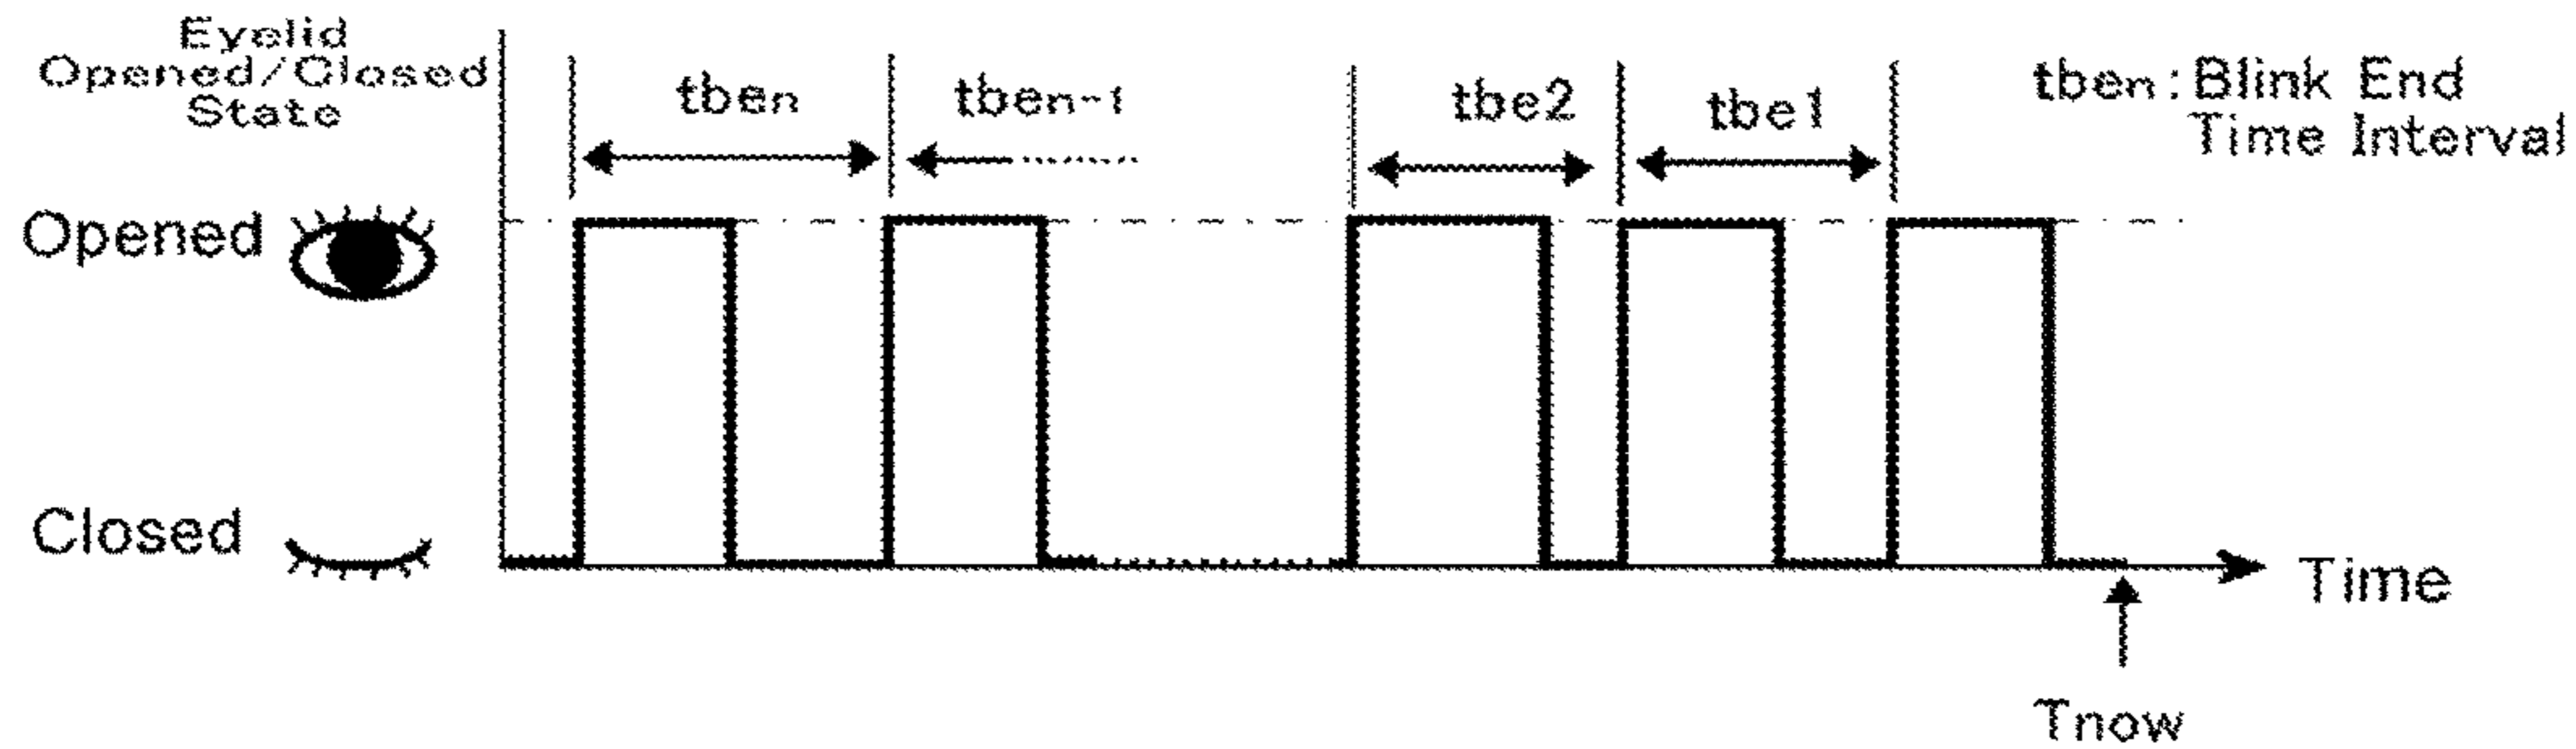 Eyelid
Opened/Closed
State
tben
tben-1
tbe2
tbe1
tben: Blink End
Time Interval
Opened
Closed
Time
Tnow